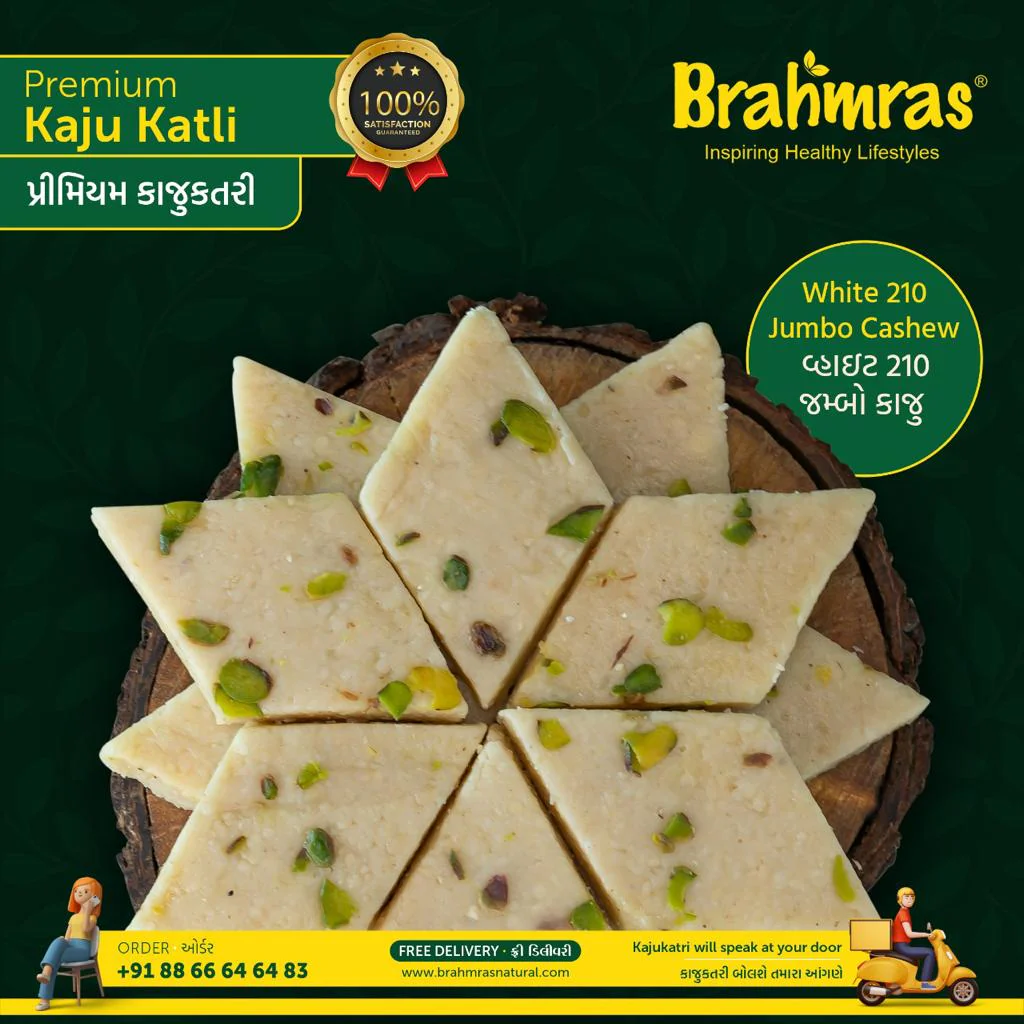 Premium
Kaju Katli
પ્રીમિયમ કાજુકતરી
100%
SATISFACTION
GUARANTEED
Brahmras®
Inspiring Healthy Lifestyles
White 210
Jumbo Cashew
વ્હાઈટ 210
જમ્બો કાજુ
ORDER · ઓર્ડર
+91 88 66 64 64 83
FREE DELIVERY · ફ્રી ડિલીવરી
www.brahmrasnatural.com
Kajukatri will speak at your door
કાજુકતરી બોલશે તમારા આંગણે